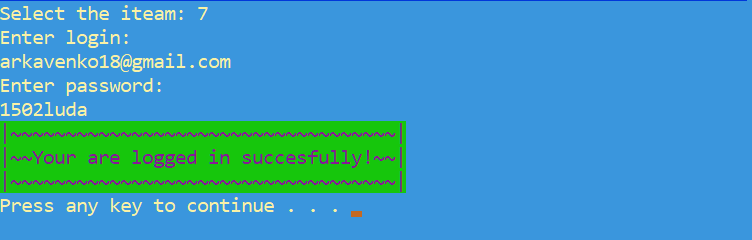 Select the iteam: 7
Enter login:
arkavenko18@gmail.com
Enter password:
1502luda
|~~~~~~~~~~~~~~~~~~~~~~~~~~~~~~~~~~~|
|~~Your are logged in succesfully!~~|
|~~~~~~~~~~~~~~~~~~~~~~~~~~~~~~~~~~~|
Press any key to continue . . .